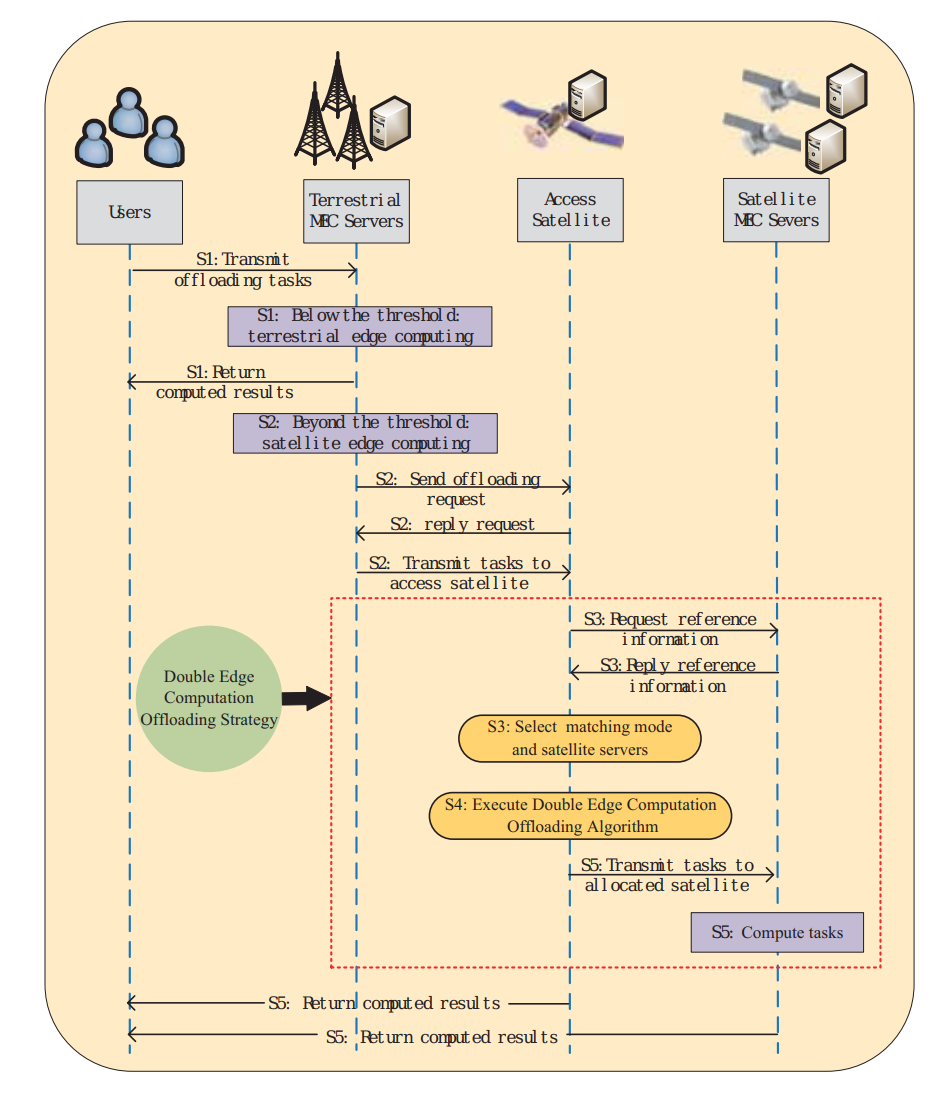 Users
Terrestrial
MEC Servers
Access
Satellite
Satellite
MEC Severs
S1: Transmit
offloading tasks
S1: Below the threshold:
terrestrial edge computing
S1: Return
computed results
S2: Beyond the threshold:
satellite edge computing
S2: Send offloading
request
S2: reply request
S2: Transmit tasks to
access satellite
S3: Request reference
information
S3: Reply reference
information
Double Edge
Computation
Offloading Strategy
S3: Select matching mode
and satellite servers
S4: Execute Double Edge Computation
Offloading Algorithm
S5: Transmit tasks to
allocated satellite
S5: Compute tasks
S5: Return computed results
S5: Return computed results